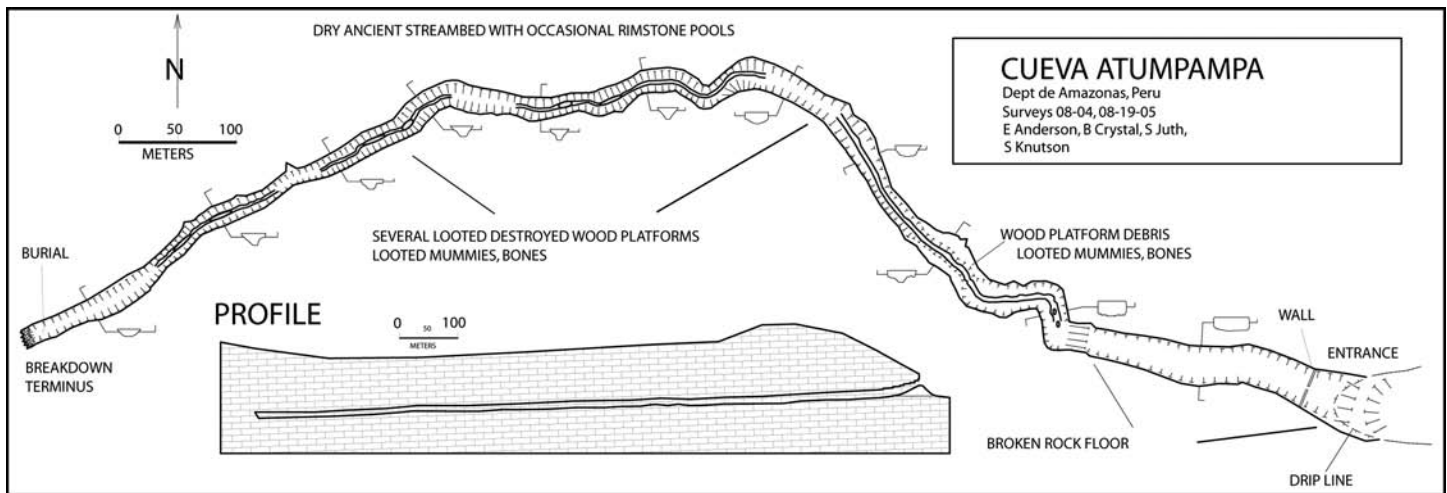 DRY ANCIENT STREAMBED WITH OCCASIONAL RIMSTONE POOLS
N
0 50 100
METERS
CUEVA ATUMPAMPA
Dept de Amazonas, Peru
Surveys 08-04, 08-19-05
E Anderson, B Crystal, S Juth,
S Knutson
SEVERAL LOOTED DESTROYED WOOD PLATFORMS
LOOTED MUMMIES, BONES
WOOD PLATFORM DEBRIS
LOOTED MUMMIES, BONES
BURIAL
BREAKDOWN
TERMINUS
PROFILE
0 50 100
METERS
WALL
ENTRANCE
BROKEN ROCK FLOOR
DRIP LINE